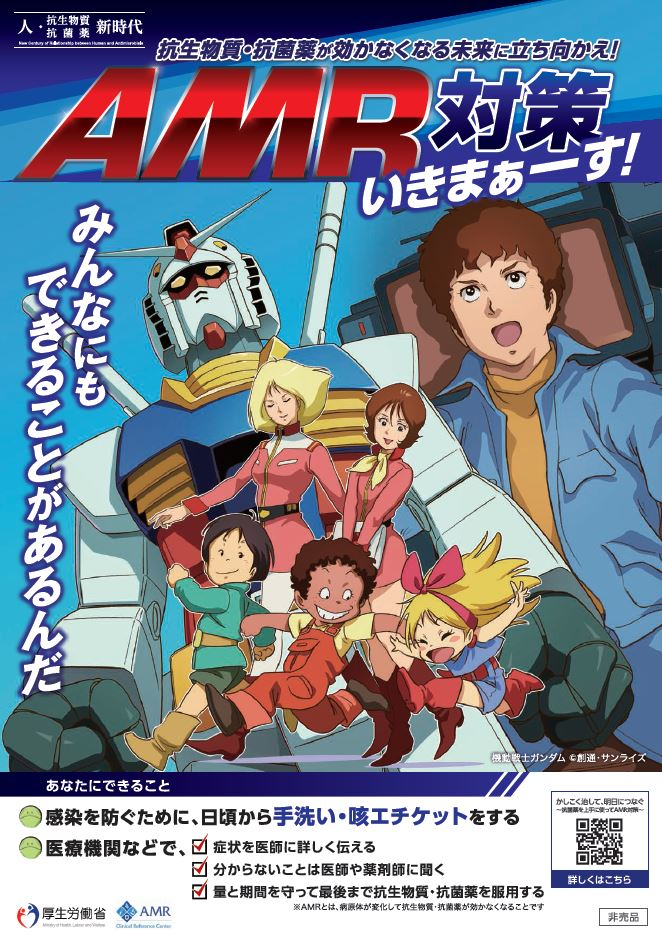 人・抗生物質抗菌薬 新時代
New Century of Relationship between Human and Antimicrobials
抗生物質・抗菌薬が効かなくなる未来に立ち向かえ!
AMR対策
いきまぁーす!
みんなにも
できることがあるんだ
機動戦士ガンダム ©創通・サンライズ
あなたにできること
感染を防ぐために、日頃から手洗い・咳エチケットをする
医療機関などで、
症状を医師に詳しく伝える
分からないことは医師や薬剤師に聞く
量と期間を守って最後まで抗生物質・抗菌薬を服用する
※AMRとは、病原体が変化して抗生物質・抗菌薬が効かなくなることです
かしこく治して、明日につなぐ
〜抗菌薬を上手に使ってAMR対策〜
詳しくはこちら
厚生労働省
Ministry of Health, Labour and Welfare
AMR
Clinical Reference Center
非売品